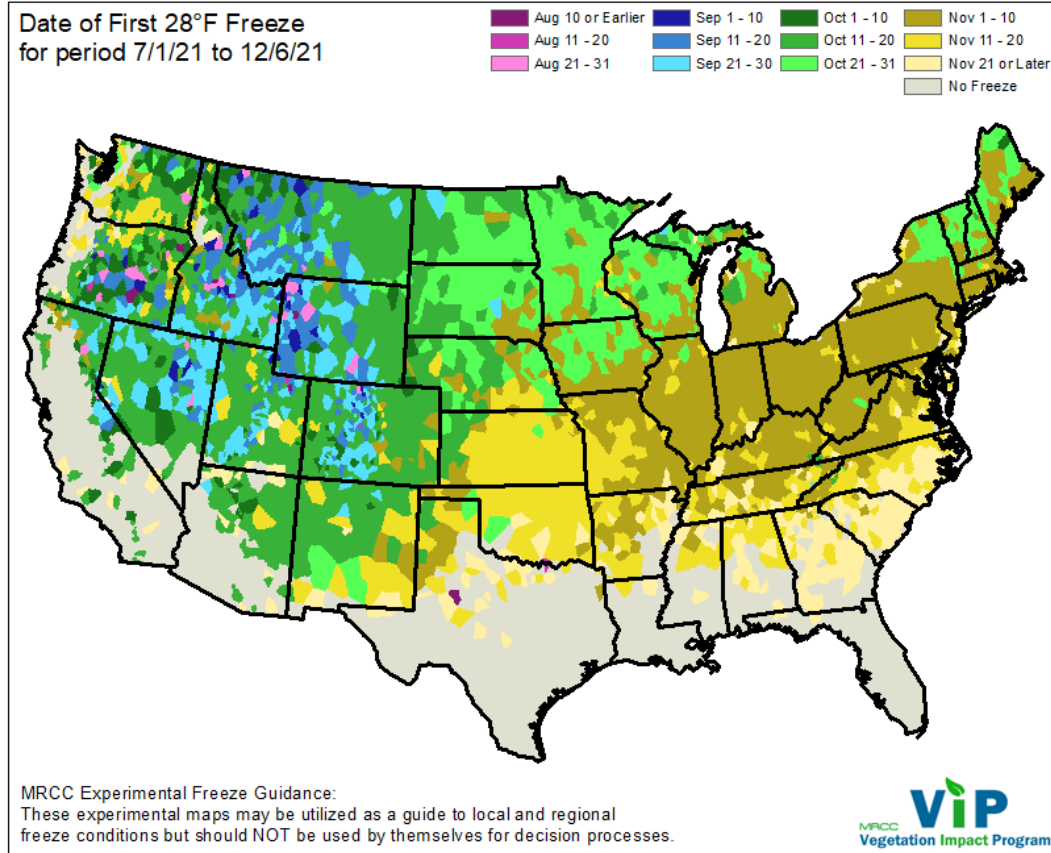 Date of First 28°F Freeze
for period 7/1/21 to 12/6/21
Aug 10 or Earlier
Aug 11 - 20
Aug 21 - 31
Sep 1 - 10
Sep 11 - 20
Sep 21 - 30
Oct 1 - 10
Oct 11 - 20
Oct 21 - 31
Nov 1 - 10
Nov 11 - 20
Nov 21 or Later
No Freeze
MRCC Experimental Freeze Guidance:
These experimental maps may be utilized as a guide to local and regional
freeze conditions but should NOT be used by themselves for decision processes.
MRCC ViP
Vegetation Impact Program